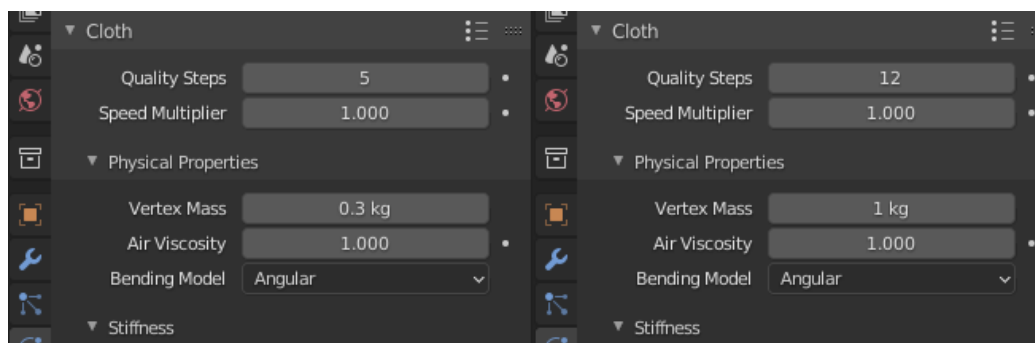 Cloth
Quality Steps 5
Speed Multiplier 1.000
Physical Properties
Vertex Mass 0.3 kg
Air Viscosity 1.000
Bending Model Angular
Stiffness
Cloth
Quality Steps 12
Speed Multiplier 1.000
Physical Properties
Vertex Mass 1 kg
Air Viscosity 1.000
Bending Model Angular
Stiffness